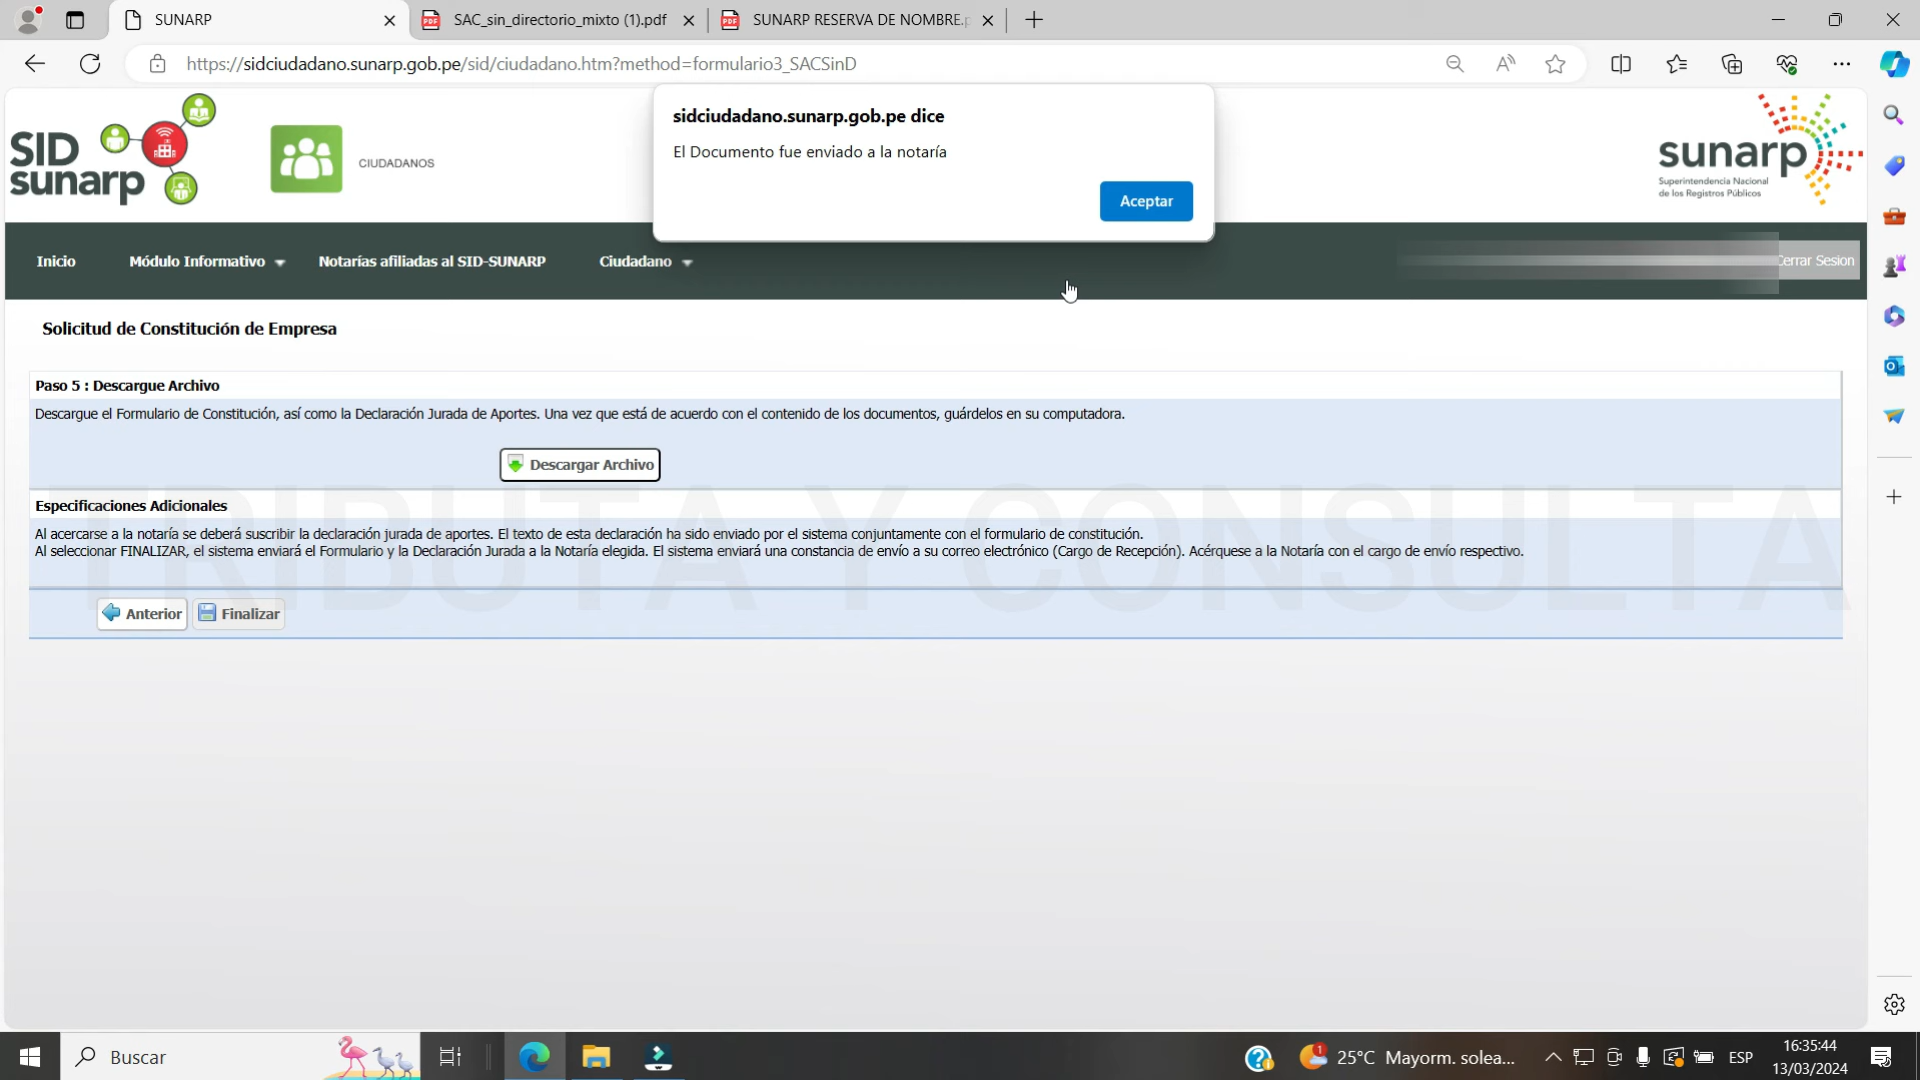 SUNARP
SAC_sin_directorio_mixto (1).pdf
SUNARP RESERVA DE NOMBRE.p
https://sidciudadano.sunarp.gob.pe/sid/ciudadano.htm?method=formulario3_SACSinD
sidciudadano.sunarp.gob.pe dice
El Documento fue enviado a la notaría
Aceptar
SID
sunarp
CIUDADANOS
sunarp
Superintendencia Nacional
de los Registros Públicos
Inicio
Módulo Informativo
Notarías afiliadas al SID-SUNARP
Ciudadano
Cerrar Sesion
Solicitud de Constitución de Empresa
Paso 5 : Descargue Archivo
Descargue el Formulario de Constitución, así como la Declaración Jurada de Aportes. Una vez que está de acuerdo con el contenido de los documentos, guárdelos en su computadora.
Descargar Archivo
Especificaciones Adicionales
Al acercarse a la notaría se deberá suscribir la declaración jurada de aportes. El texto de esta declaración ha sido enviado por el sistema conjuntamente con el formulario de constitución.
Al seleccionar FINALIZAR, el sistema enviará el Formulario y la Declaración Jurada a la Notaría elegida. El sistema enviará una constancia de envío a su correo electrónico (Cargo de Recepción). Acérquese a la Notaría con el cargo de envío respectivo.
TRIBUTA Y CONSULTA
Anterior
Finalizar
Buscar
25°C Mayorm. solea...
ESP
16:35:44
13/03/2024